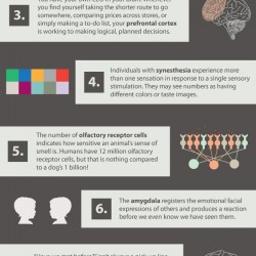 you find yourself taking the shorter route to go
somewhere, comparing prices across stores, or
simply making a to-do list, your prefrontal cortex
is working to making logical, planned decisions.
3.
4.
Individuals with synesthesia experience more
than one sensation in response to a single sensory
stimulation. They may see numbers as having
different colors or taste images.
5.
The number of olfactory receptor cells
indicates how sensitive an animal's sense of
smell is. Humans have 12 million olfactory
receptor cells, but that is nothing compared
to a dog's 1 billion!
6.
The amygdala registers the emotional facial
expressions of others and produces a reaction
before we even know we have seen them.